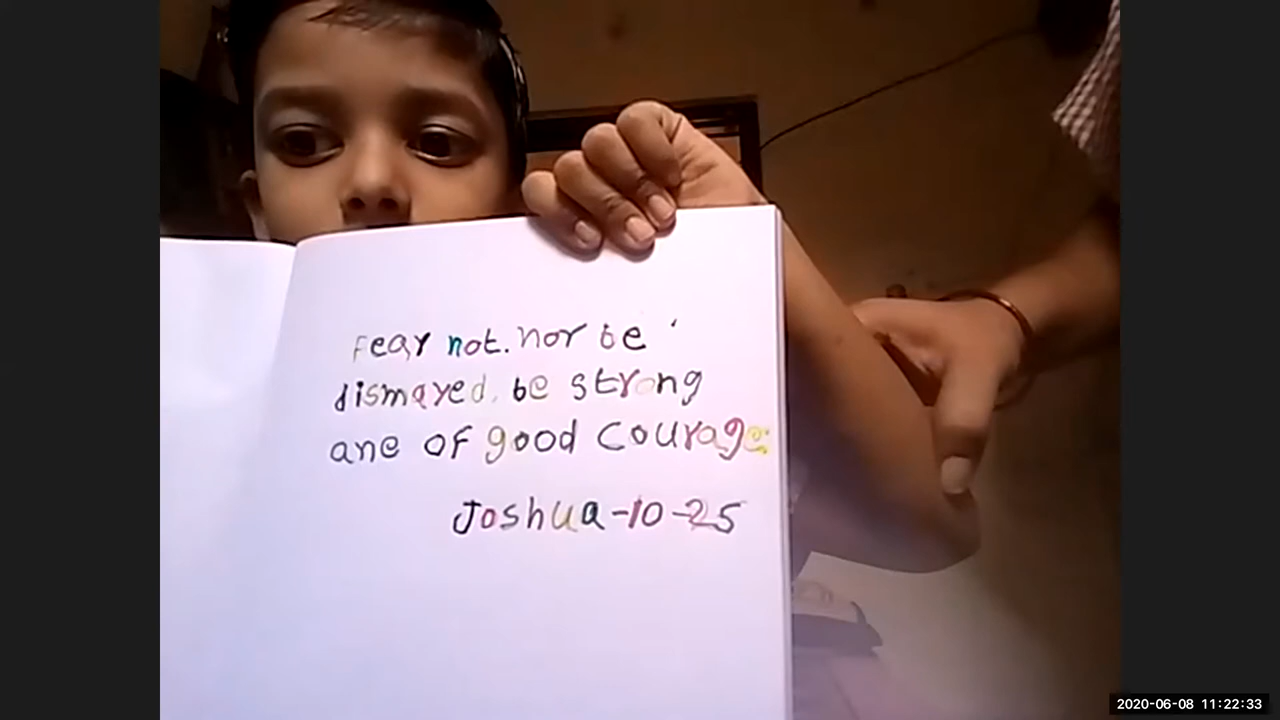 Fear not. nor be
dismayed. be strong
ane of good courage.
Joshua-10-25
2020-06-08 11:22:33